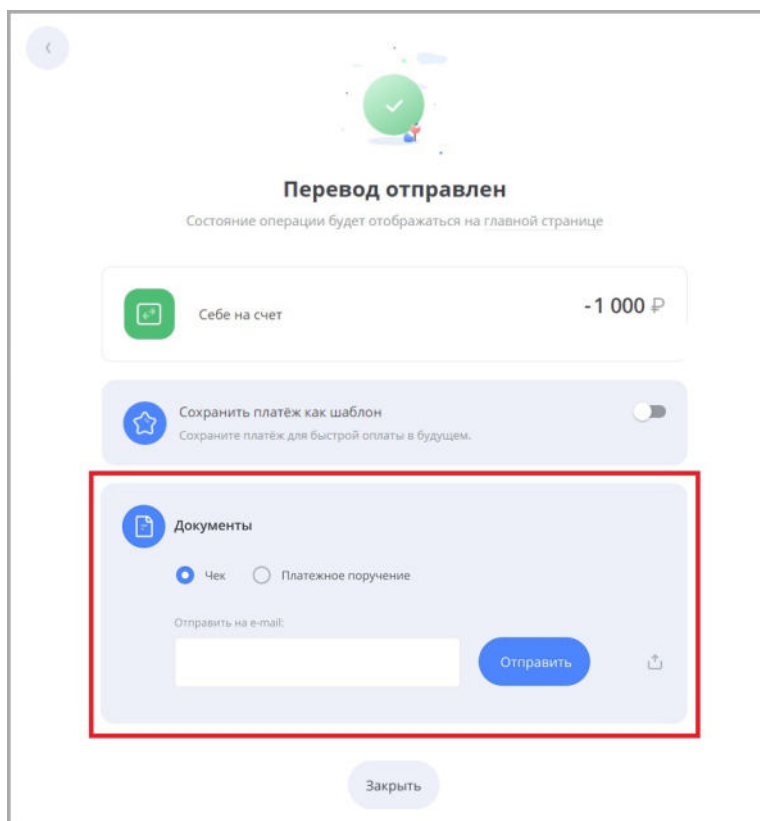 Перевод отправлен
Состояние операции будет отображаться на главной странице
Себе на счет
-1 000 ₽
Сохранить платёж как шаблон
Сохраните платёж для быстрой оплаты в будущем.
Документы
Чек
Платежное поручение
Отправить на e-mail:
Отправить
Закрыть